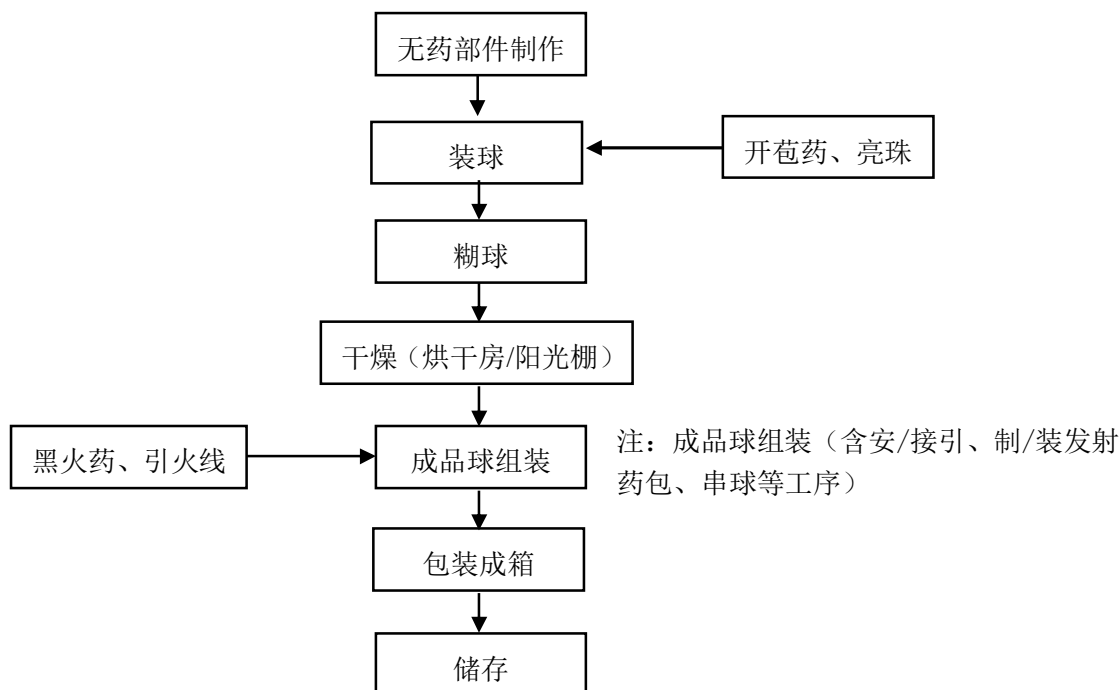 无药部件制作
装球
开苞药、亮珠
糊球
干燥（烘干房/阳光棚）
黑火药、引火线
成品球组装
注：成品球组装（含安/接引、制/装发射
药包、串球等工序）
包装成箱
储存